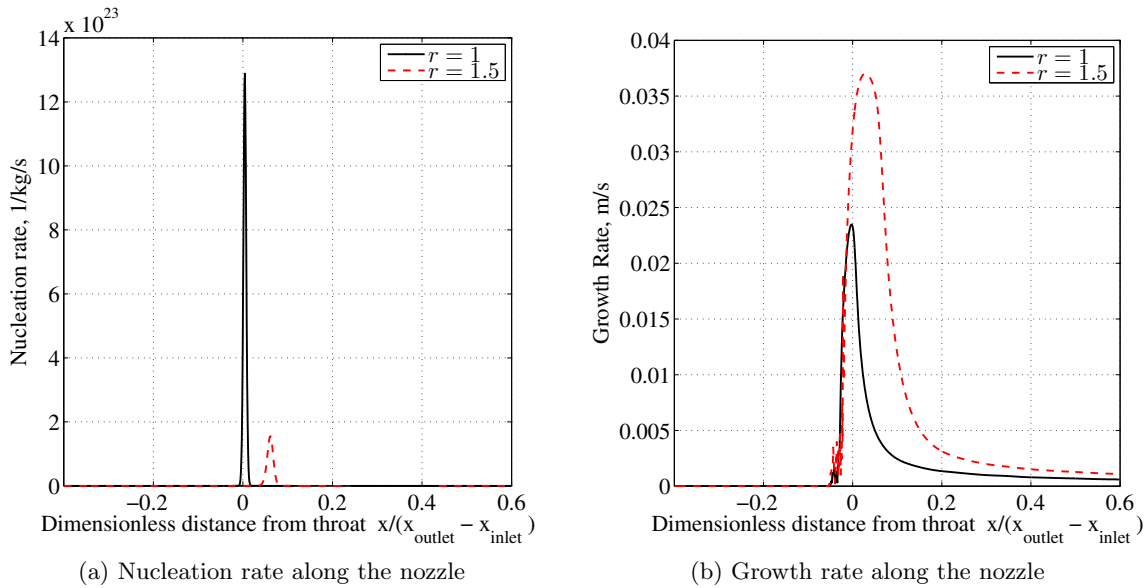 x 10^23
14
12
10
8
6
4
2
0
Nucleation rate, 1/kg/s
r = 1
r = 1.5
−0.2 0 0.2 0.4 0.6
Dimensionless distance from throat x/(x_outlet − x_inlet)
(a) Nucleation rate along the nozzle
0.04
0.035
0.03
0.025
0.02
0.015
0.01
0.005
0
Growth Rate, m/s
r = 1
r = 1.5
−0.2 0 0.2 0.4 0.6
Dimensionless distance from throat x/(x_outlet − x_inlet)
(b) Growth rate along the nozzle